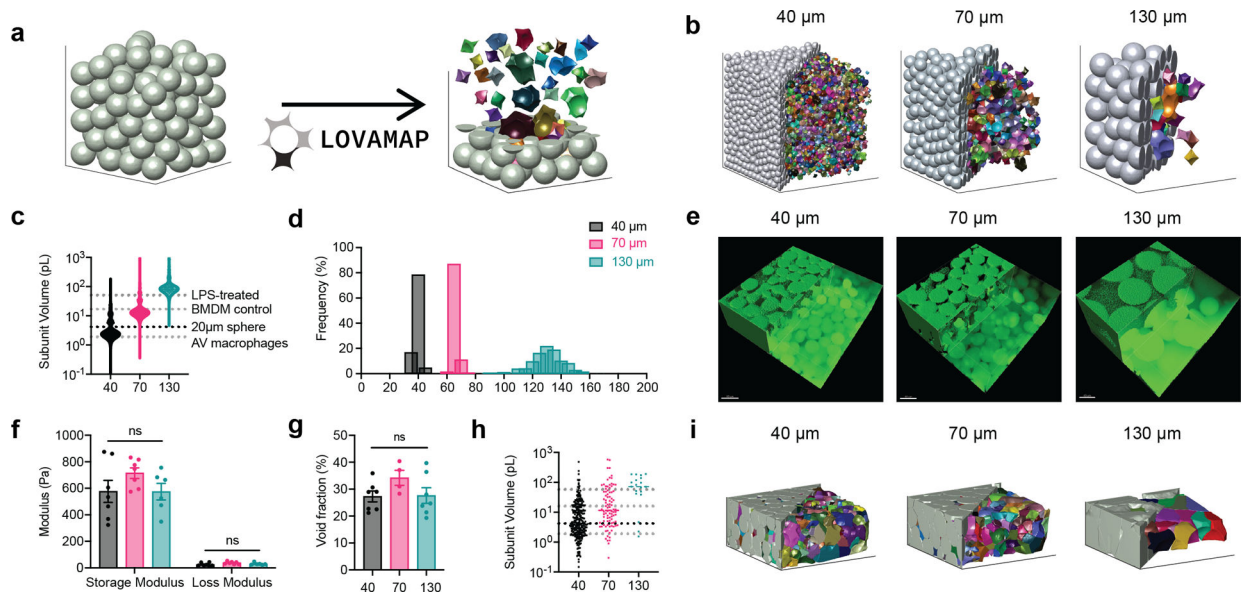 a
LOVAMAP
b
40 µm
70 µm
130 µm
c
Subunit Volume (pL)
10³
10²
10¹
10⁰
10⁻¹
40
70
130
LPS-treated
BMDM control
20µm sphere
AV macrophages
d
40 µm
70 µm
130 µm
Frequency (%)
100
80
60
40
20
0
0 20 40 60 80 100 120 140 160 180 200
e
40 µm
70 µm
130 µm
f
ns
ns
Modulus (Pa)
1000
800
600
400
200
0
Storage Modulus
Loss Modulus
g
ns
Void fraction (%)
50
40
30
20
10
0
40
70
130
h
Subunit Volume (pL)
10³
10²
10¹
10⁰
10⁻¹
40
70
130
i
40 µm
70 µm
130 µm